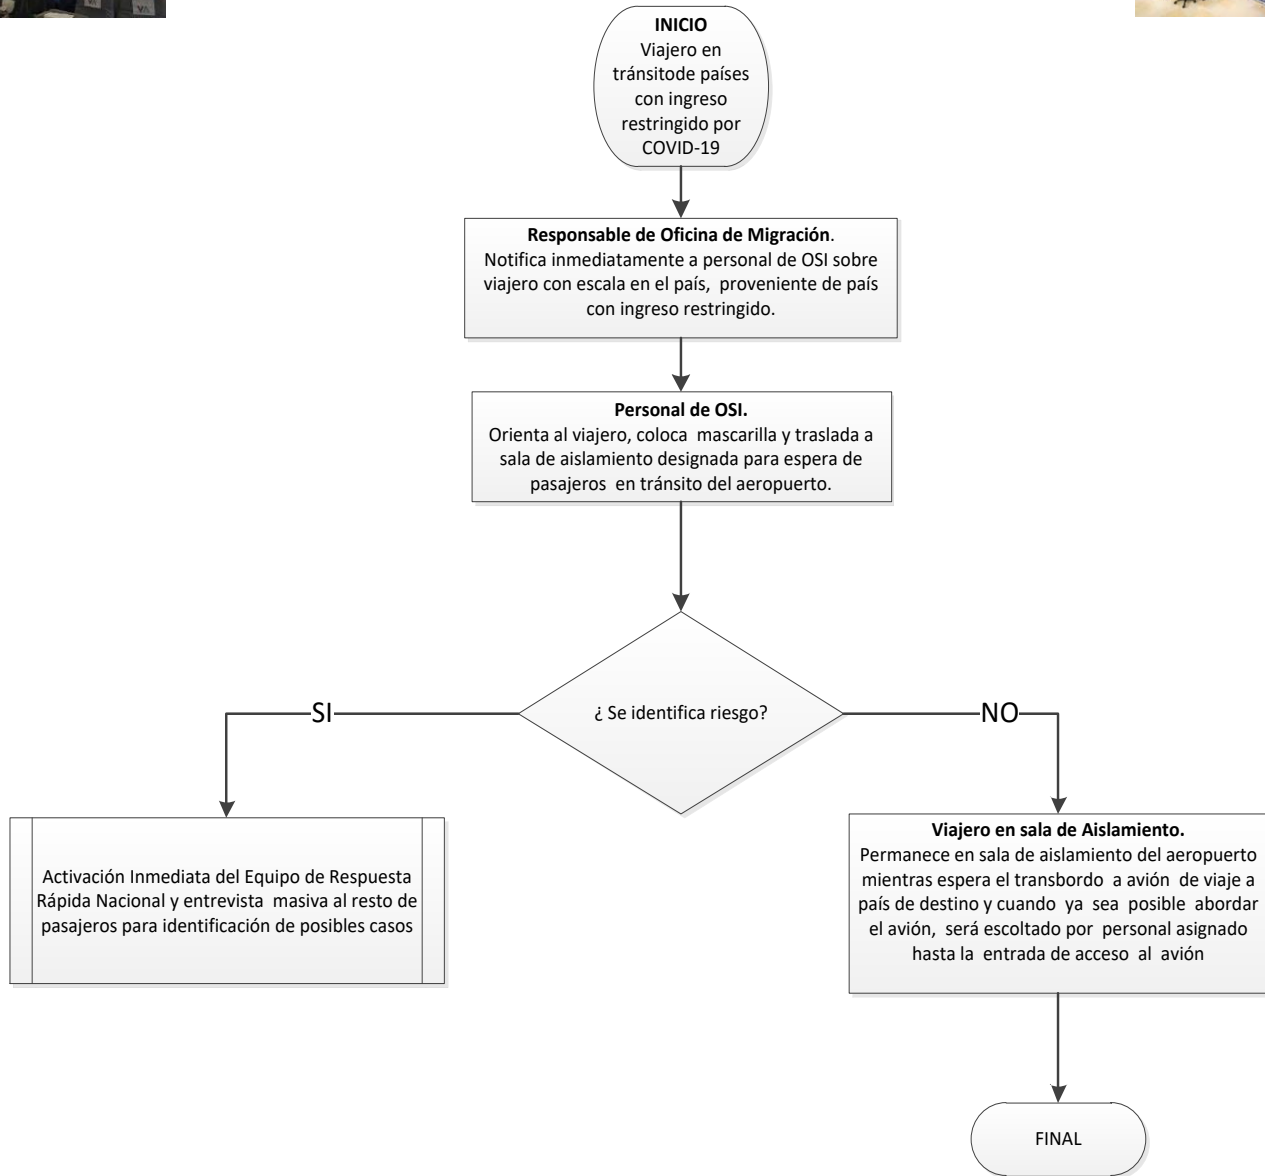 INICIO
Viajero en
tránsitode países
con ingreso
restringido por
COVID-19
Responsable de Oficina de Migración.
Notifica inmediatamente a personal de OSI sobre
viajero con escala en el país, proveniente de país
con ingreso restringido.
Personal de OSI.
Orienta al viajero, coloca mascarilla y traslada a
sala de aislamiento designada para espera de
pasajeros en tránsito del aeropuerto.
¿ Se identifica riesgo?
SI
NO
Activación Inmediata del Equipo de Respuesta
Rápida Nacional y entrevista masiva al resto de
pasajeros para identificación de posibles casos
Viajero en sala de Aislamiento.
Permanece en sala de aislamiento del aeropuerto
mientras espera el transbordo a avión de viaje a
país de destino y cuando ya sea posible abordar
el avión, será escoltado por personal asignado
hasta la entrada de acceso al avión
FINAL